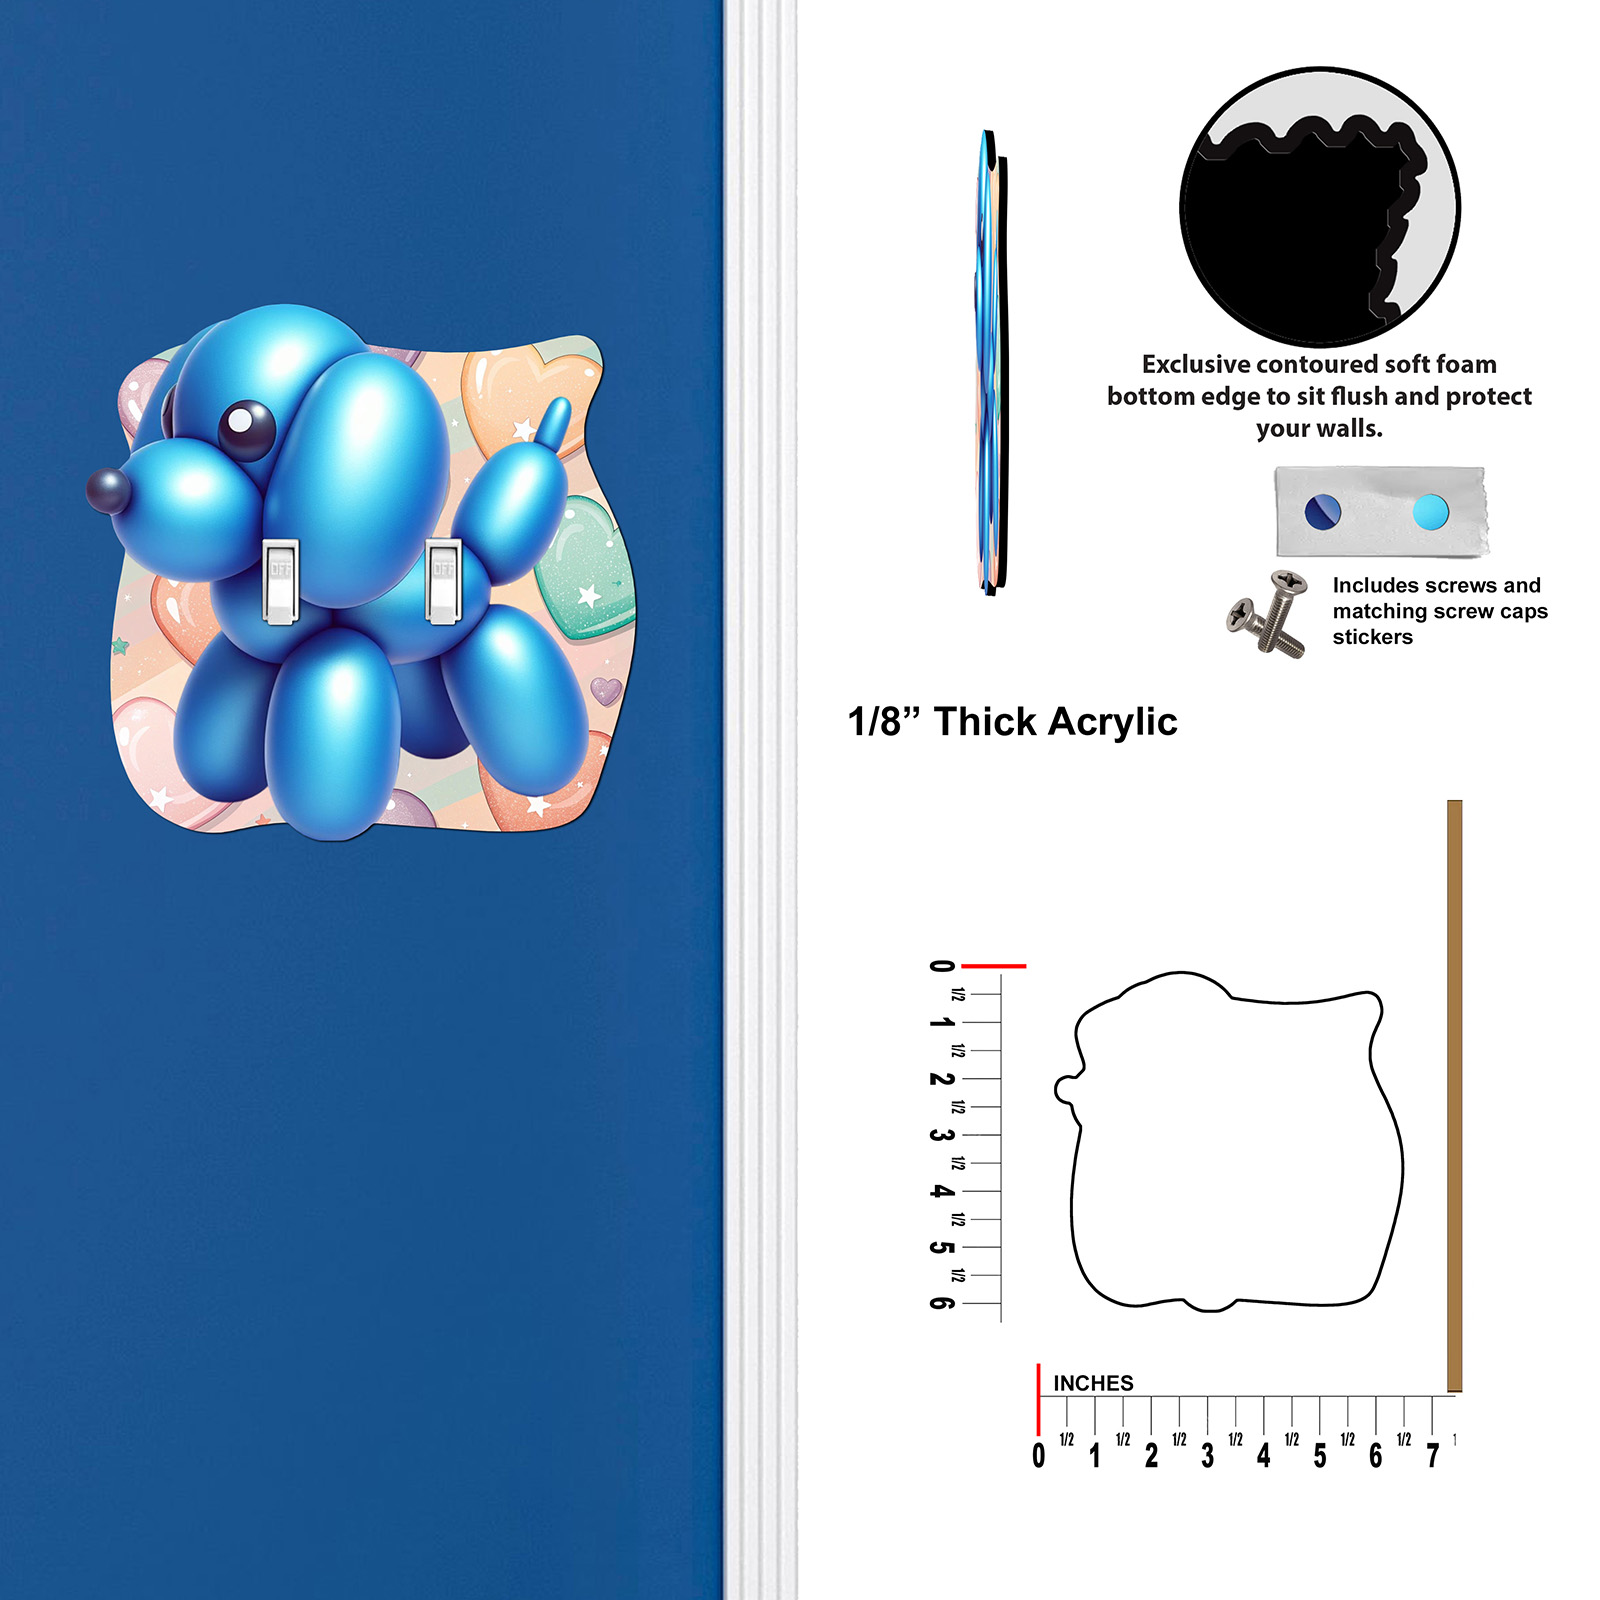 Exclusive contoured soft foam
bottom edge to sit flush and protect
your walls.
OFF OFF
Includes screws and
matching screw caps
stickers
1/8” Thick Acrylic
0
1/2
1
1/2
2
1/2
3
1/2
4
1/2
5
1/2
6
INCHES
0 1/2 1 1/2 2 1/2 3 1/2 4 1/2 5 1/2 6 1/2 7 1